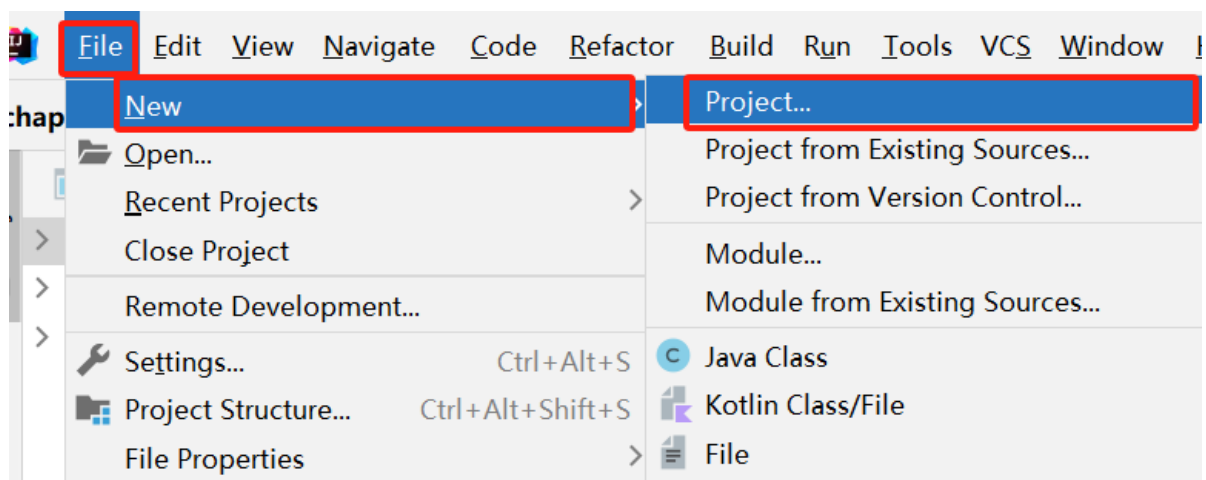 File Edit View Navigate Code Refactor Build Run Tools VCS Window
chap
New
Open...
Recent Projects
Close Project
Remote Development...
Settings... Ctrl+Alt+S
Project Structure... Ctrl+Alt+Shift+S
File Properties
Project...
Project from Existing Sources...
Project from Version Control...
Module...
Module from Existing Sources...
Java Class
Kotlin Class/File
File